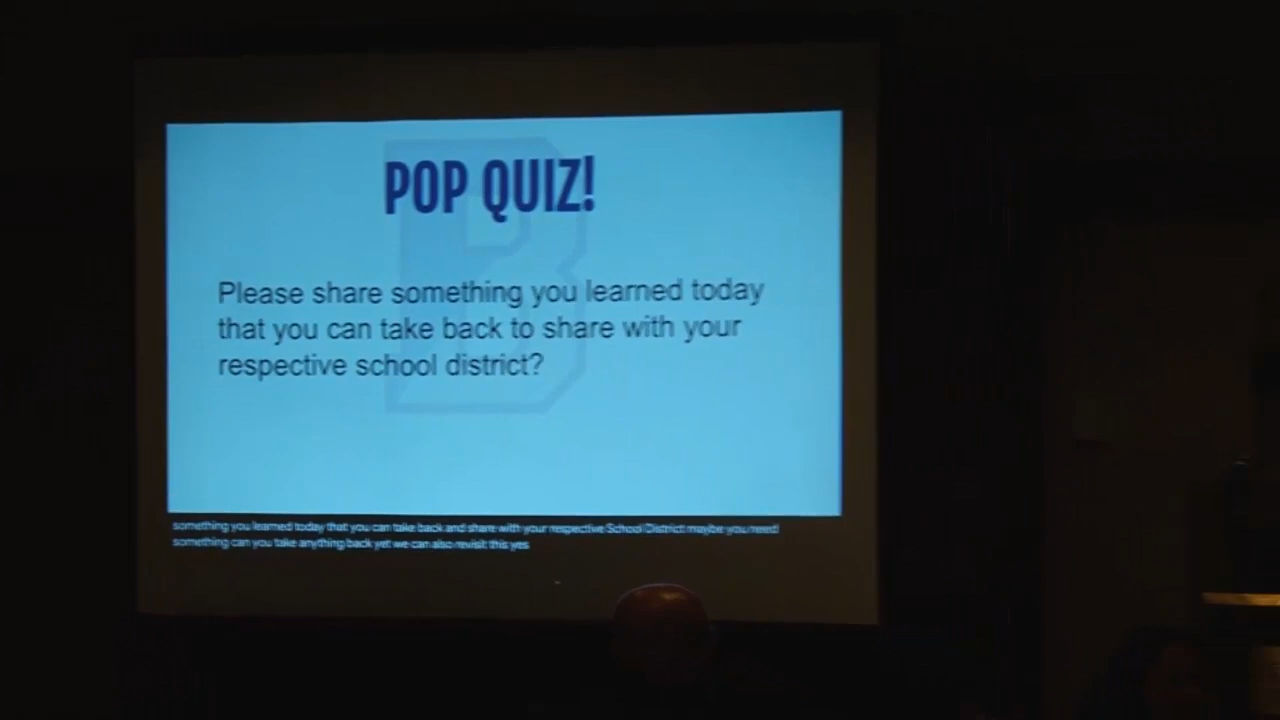 POP QUIZ!
Please share something you learned today
that you can take back to share with your
respective school district?
something you learned today that you can take back and share with your respective School District maybe you need
something can you take anything back yet we can also revisit this yes